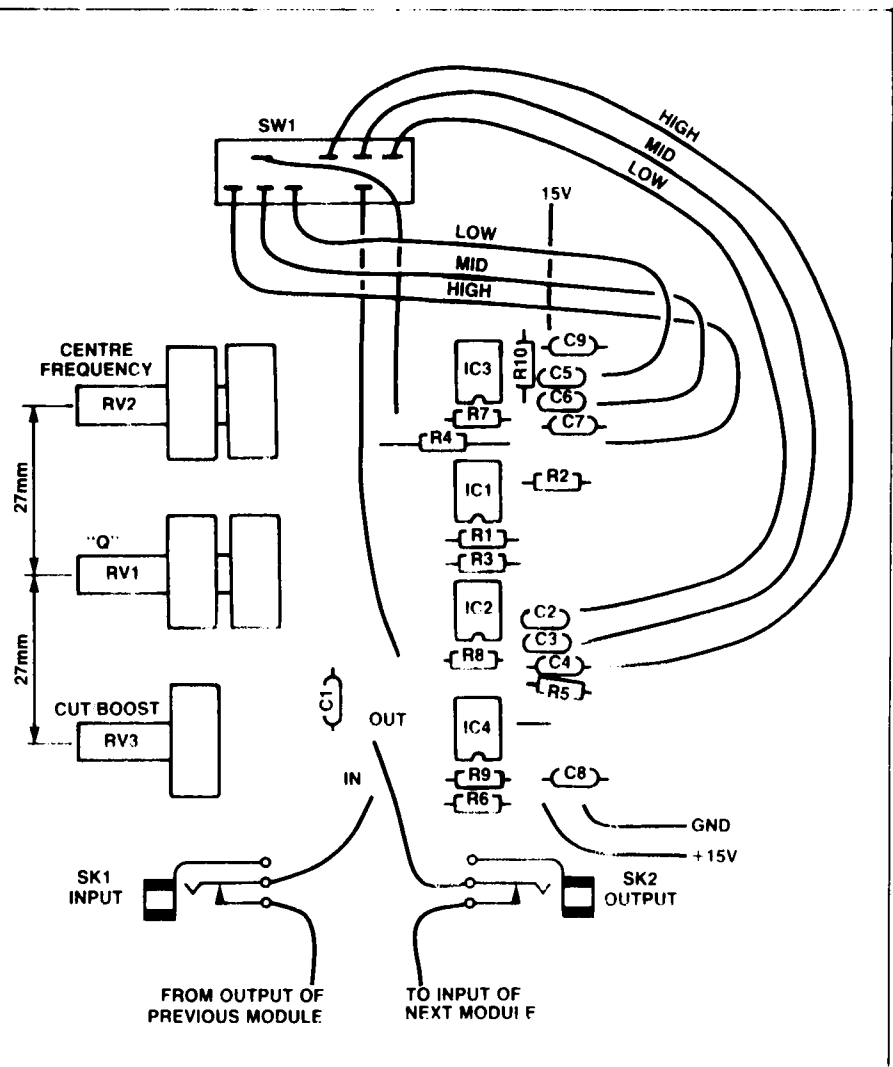 SW1
HIGH
MID
LOW
15V
LOW
MID
HIGH
CENTRE
FREQUENCY
RV2
IC3
R10
C9
C5
C6
C7
R7
R4
27mm
IC1
R2
"Q"
RV1
R1
R3
IC2
C2
C3
C4
R8
R5
27mm
CUT BOOST
RV3
C1
OUT
IC4
IN
R9
C8
R6
GND
+15V
SK1
INPUT
SK2
OUTPUT
FROM OUTPUT OF
PREVIOUS MODULE
TO INPUT OF
NEXT MODULE